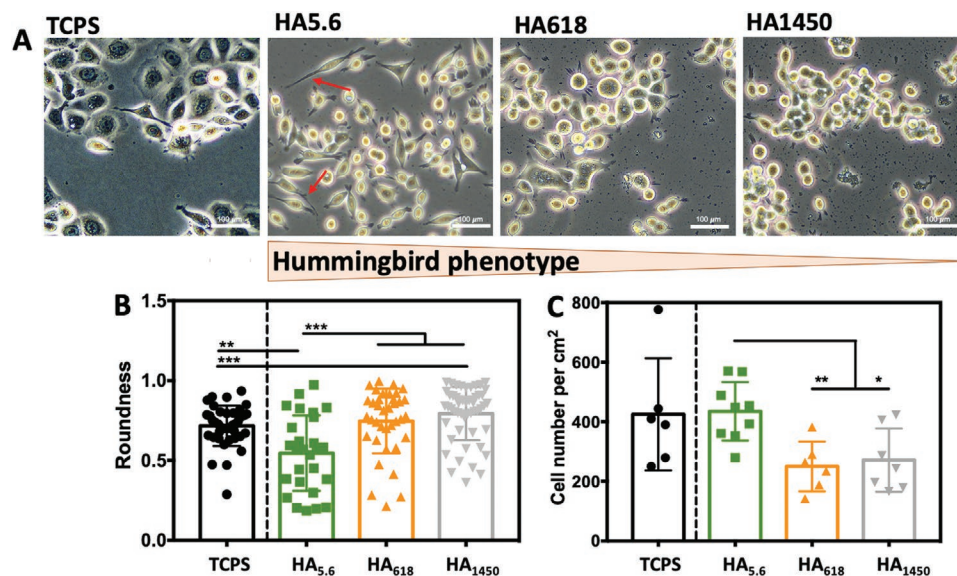 A
TCPS
HA5.6
HA618
HA1450
100 µm
100 µm
100 µm
100 µm
Hummingbird phenotype
B
1.5
1.0
0.5
0.0
Roundness
***
**
***
TCPS
HA5.6
HA618
HA1450
C
800
600
400
200
0
Cell number per cm²
**
*
TCPS
HA5.6
HA618
HA1450